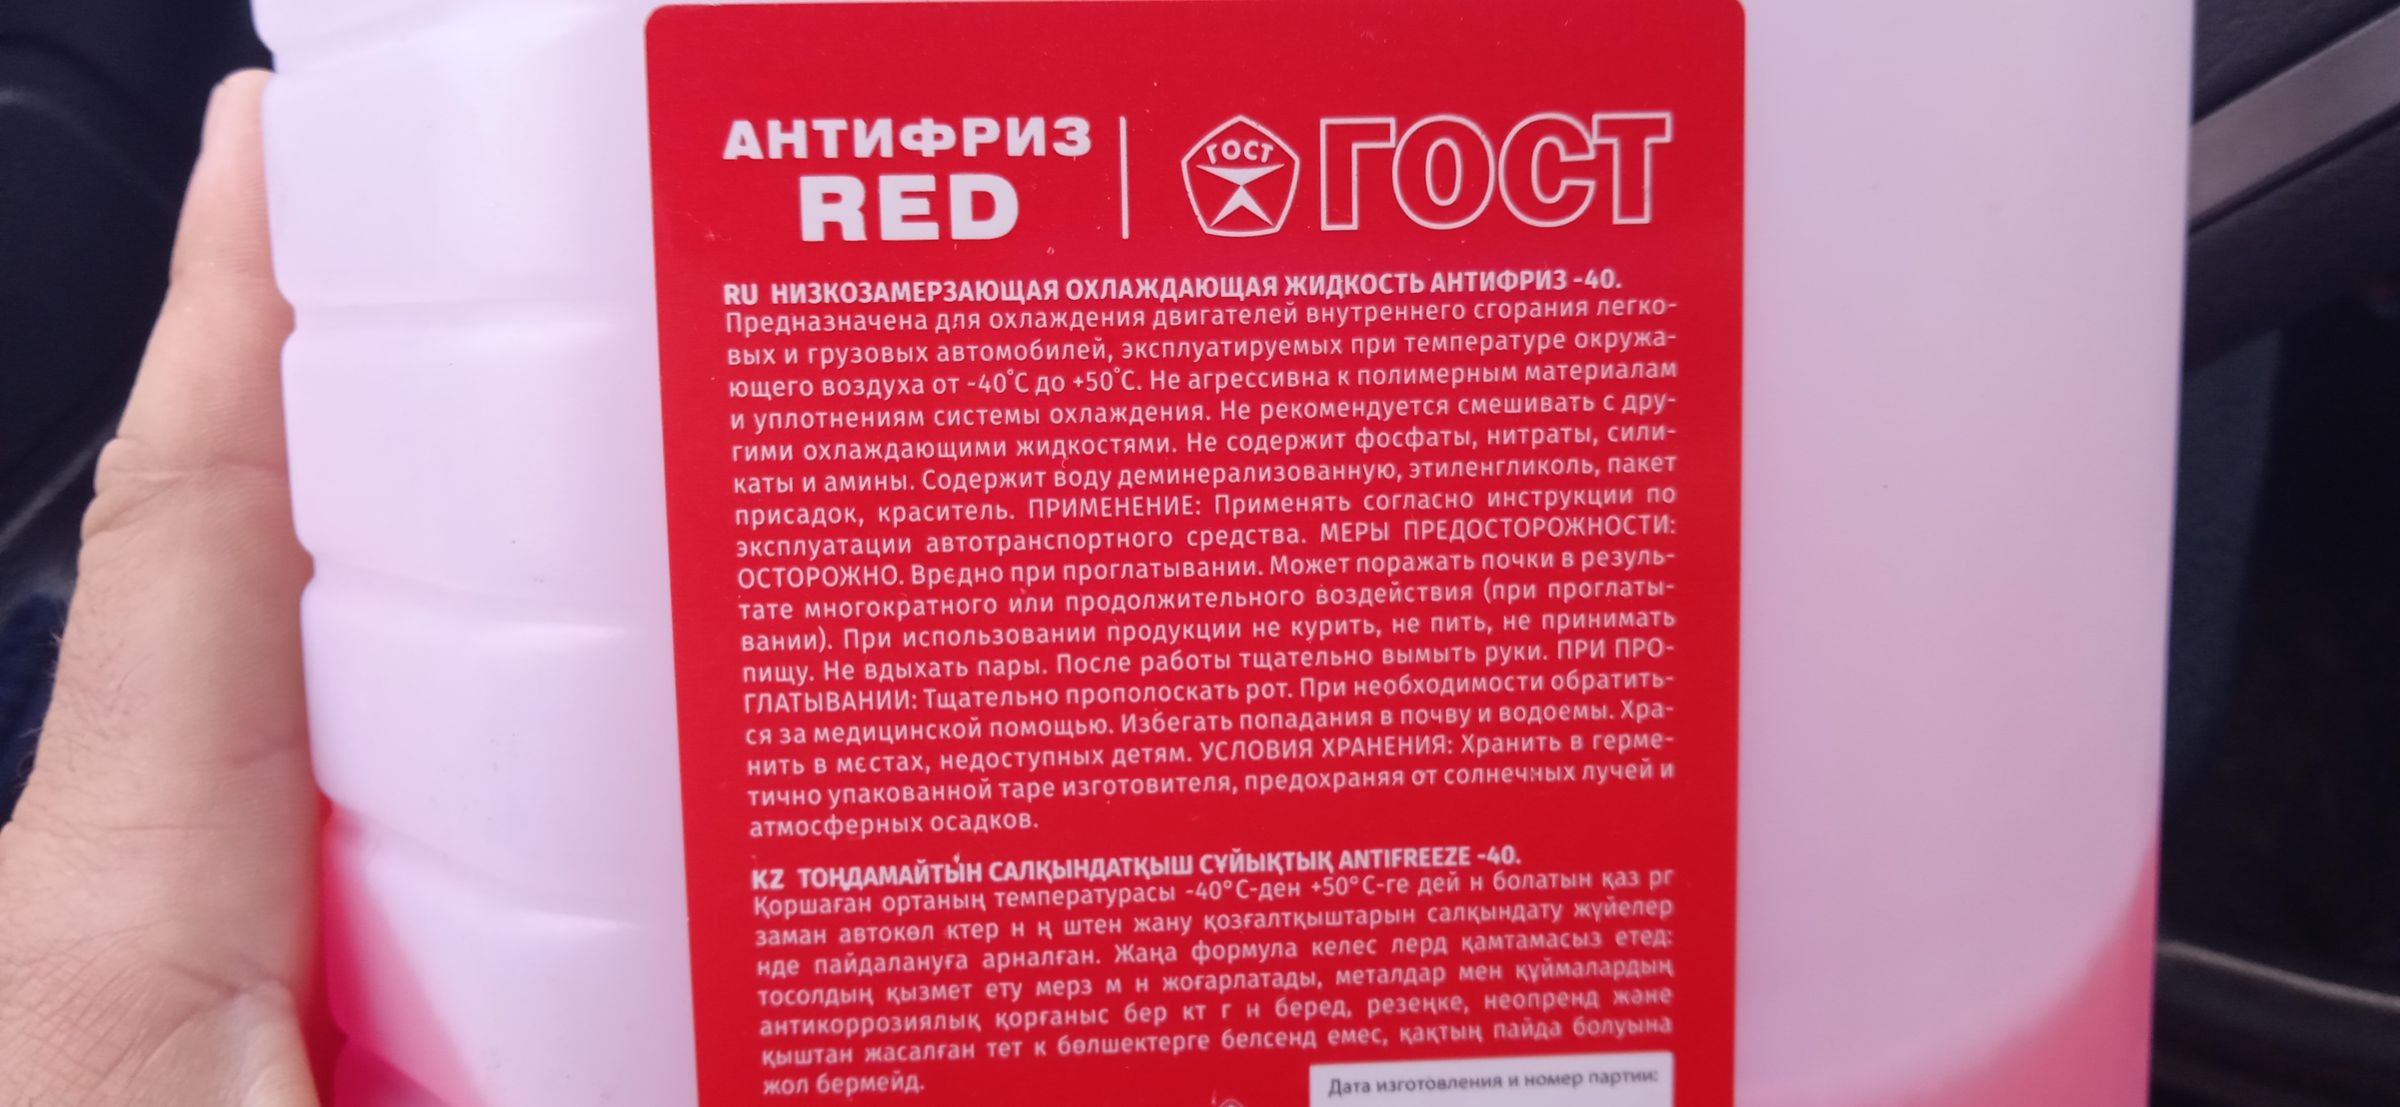 АНТИФРИЗ
RED
ГОСТ
ГОСТ
RU НИЗКОЗАМЕРЗАЮЩАЯ ОХЛАЖДАЮЩАЯ ЖИДКОСТЬ АНТИФРИЗ -40.
Предназначена для охлаждения двигателей внутреннего сгорания легко-
вых и грузовых автомобилей, эксплуатируемых при температуре окружа-
ющего воздуха от -40˚С до +50˚С. Не агрессивна к полимерным материалам
и уплотнениям системы охлаждения. Не рекомендуется смешивать с дру-
гими охлаждающими жидкостями. Не содержит фосфаты, нитраты, сили-
каты и амины. Содержит воду деминерализованную, этиленгликоль, пакет
присадок, краситель. ПРИМЕНЕНИЕ: Применять согласно инструкции по
эксплуатации автотранспортного средства. МЕРЫ ПРЕДОСТОРОЖНОСТИ:
ОСТОРОЖНО. Вредно при проглатывании. Может поражать почки в резуль-
тате многократного или продолжительного воздействия (при проглаты-
вании). При использовании продукции не курить, не пить, не принимать
пищу. Не вдыхать пары. После работы тщательно вымыть руки. ПРИ ПРО-
ГЛАТЫВАНИИ: Тщательно прополоскать рот. При необходимости обратить-
ся за медицинской помощью. Избегать попадания в почву и водоемы. Хра-
нить в местах, недоступных детям. УСЛОВИЯ ХРАНЕНИЯ: Хранить в герме-
тично упакованной таре изготовителя, предохраняя от солнечных лучей и
атмосферных осадков.
KZ ТОҢДАМАЙТЫН САЛҚЫНДАТҚЫШ СҰЙЫҚТЫҚ ANTIFREEZE -40.
Қоршаған ортаның температурасы -40°С-ден +50°С-ге дей н болатын қаз рг
заман автокөл ктер н ң штен жану қозғалтқыштарын салқындату жүйелер
нде пайдалануға арналған. Жаңа формула келес лерд қамтамасыз етед:
тосолдың қызмет ету мерз м н жоғарлатады, металдар мен құймалардың
антикоррозиялық қорғаныс бер кт г н беред, резеңке, неопренд және
қыштан жасалған тет к бөлшектерге белсенд емес, қақтың пайда болуына
жол бермейд.
Дата изготовления и номер партии: